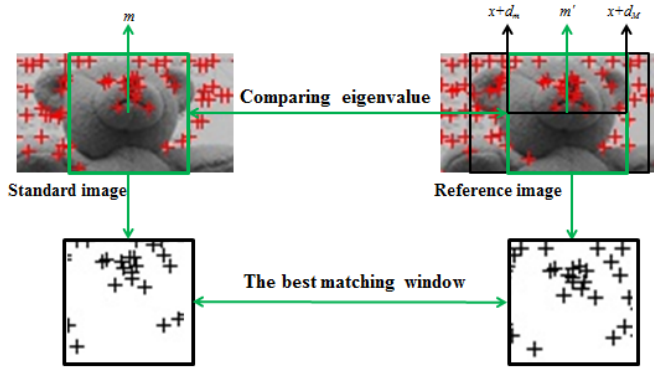 m
x+d_m
m'
x+d_M
Comparing eigenvalue
Standard image
Reference image
The best matching window